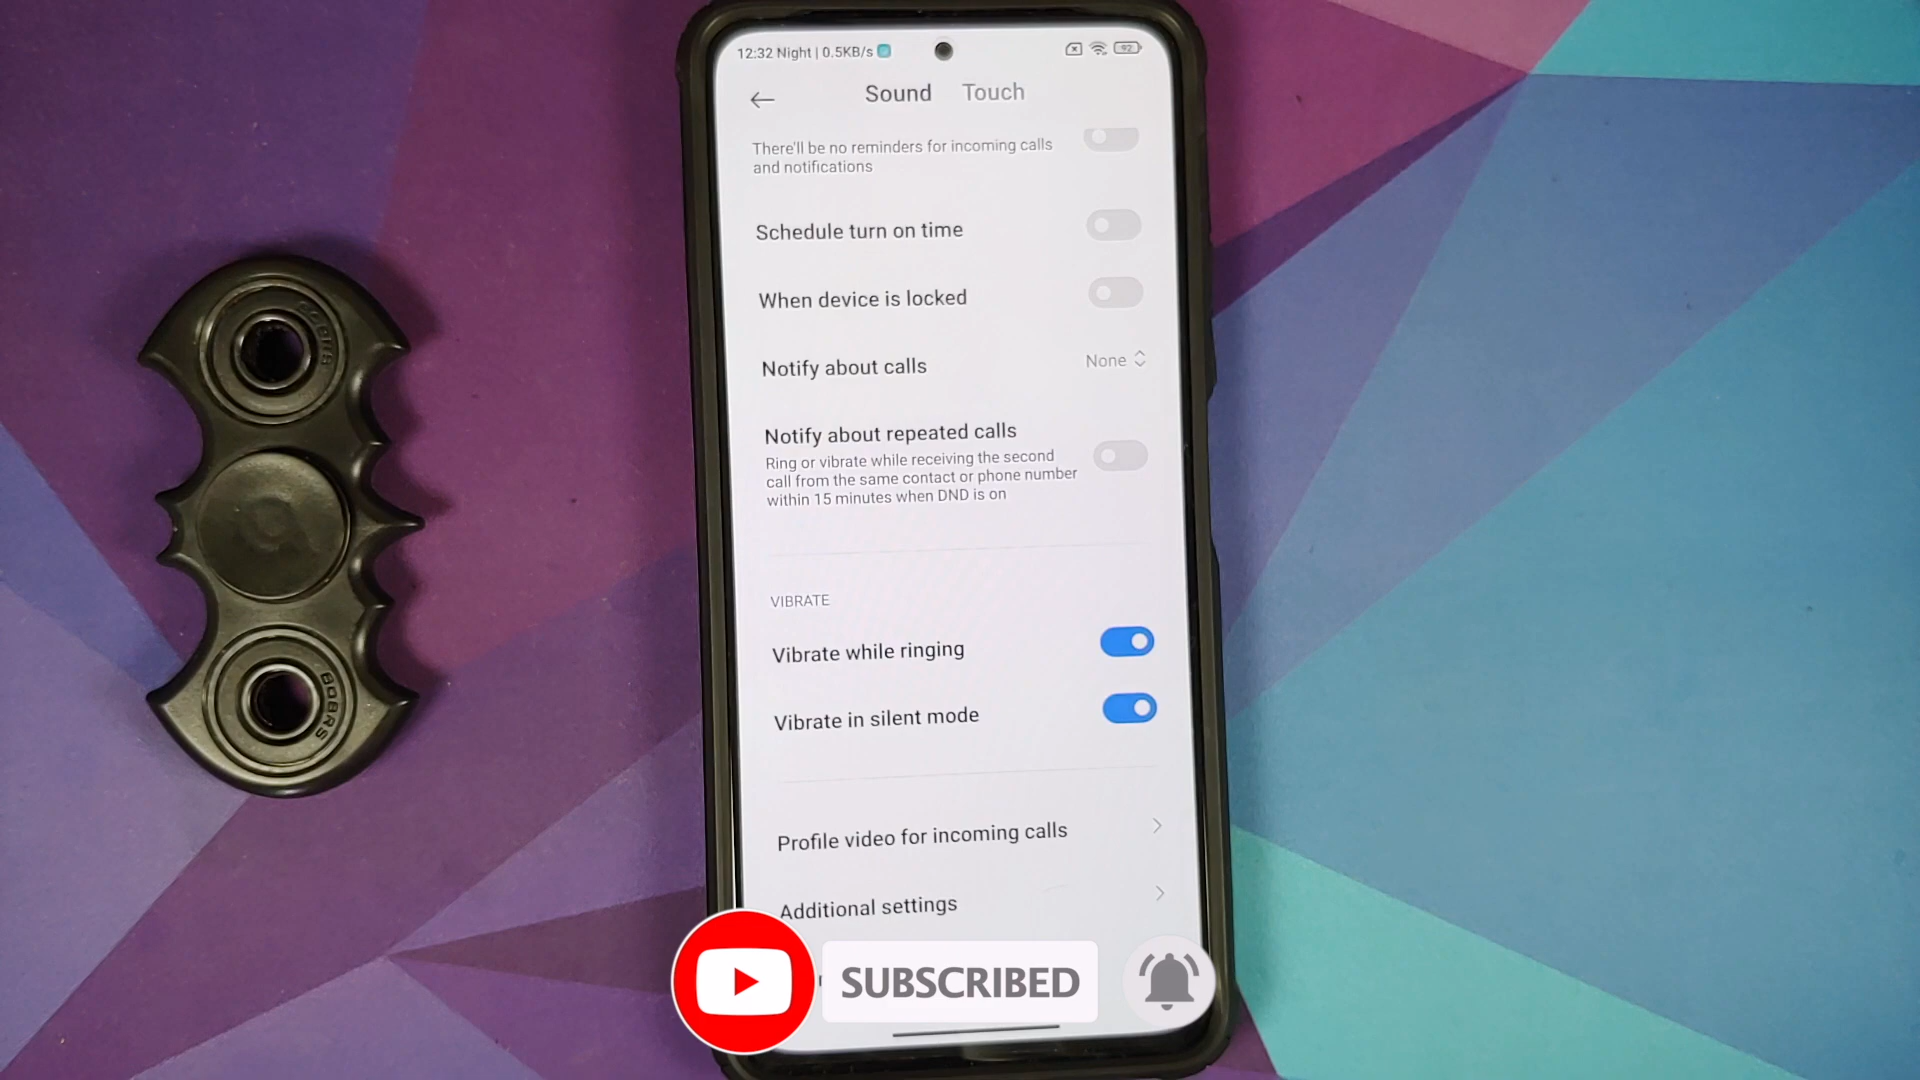 12:32 Night | 0.5KB/s
92
Sound Touch
There'll be no reminders for incoming calls
and notifications
Schedule turn on time
When device is locked
Notify about calls None
Notify about repeated calls
Ring or vibrate while receiving the second
call from the same contact or phone number
within 15 minutes when DND is on
VIBRATE
Vibrate while ringing
Vibrate in silent mode
Profile video for incoming calls
Additional settings
SUBSCRIBED
BOBRS